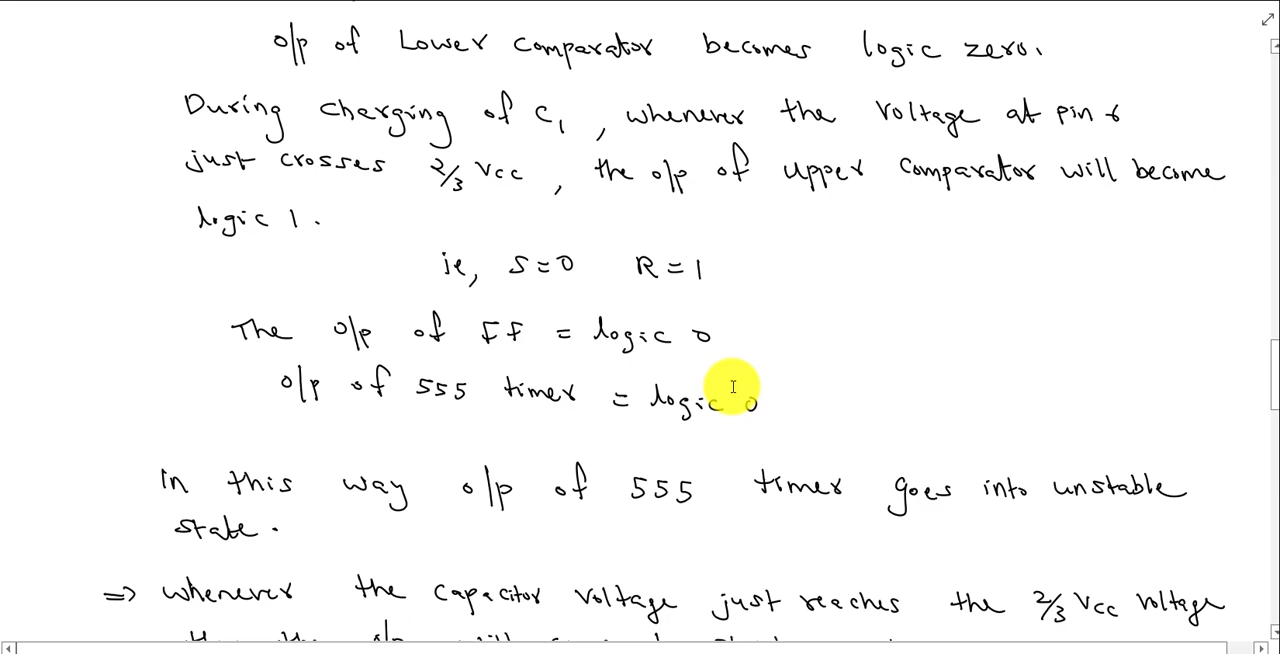 o/p of Lower comparator becomes logic zero.
During charging of C1, whenever the voltage at pin 6
just crosses 2/3 Vcc, the o/p of upper comparator will become
logic 1.
ie, S=0 R=1
The o/p of FF = logic 0
o/p of 555 timer = logic 0
In this way o/p of 555 timer goes into unstable
state.
=> whenever the capacitor voltage just reaches the 2/3 Vcc voltage